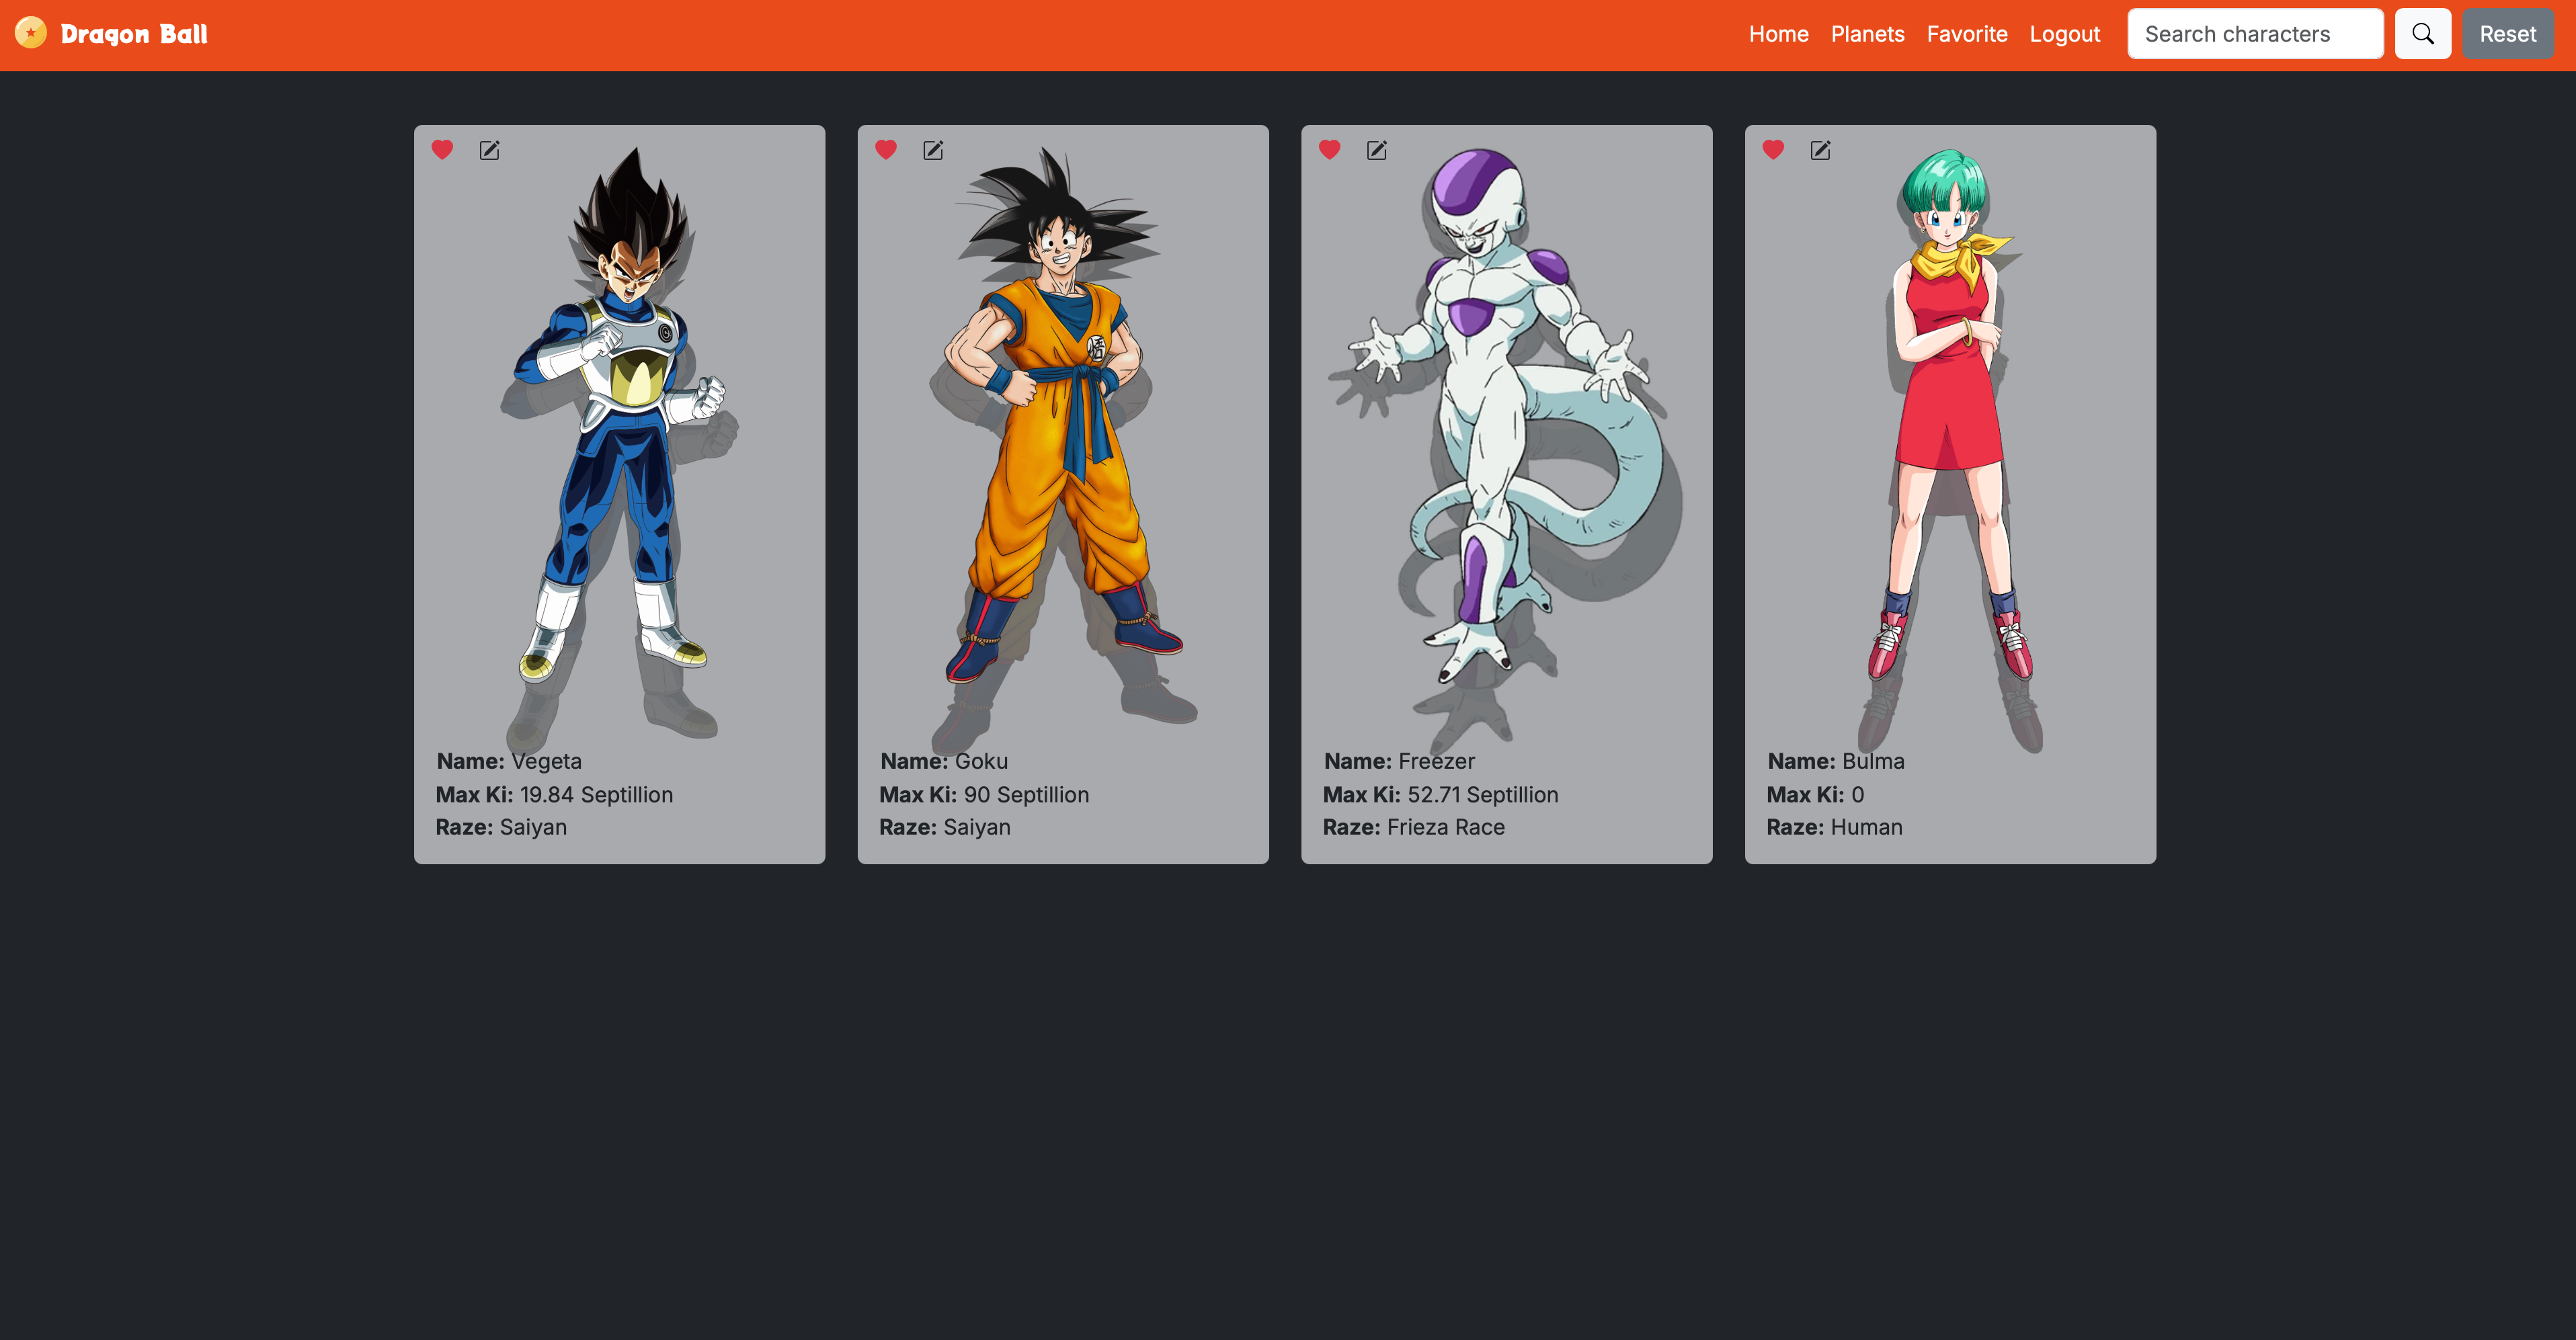 Dragon Ball
Home Planets Favorite Logout Search characters Reset
悟
Name: Vegeta
Max Ki: 19.84 Septillion
Raze: Saiyan
Name: Goku
Max Ki: 90 Septillion
Raze: Saiyan
Name: Freezer
Max Ki: 52.71 Septillion
Raze: Frieza Race
Name: Bulma
Max Ki: 0
Raze: Human